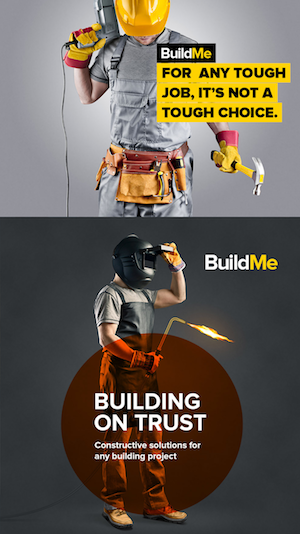 BuildMe
FOR ANY TOUGH
JOB, IT'S NOT A
TOUGH CHOICE.
BuildMe
BUILDING
ON TRUST
Constructive solutions for
any building project